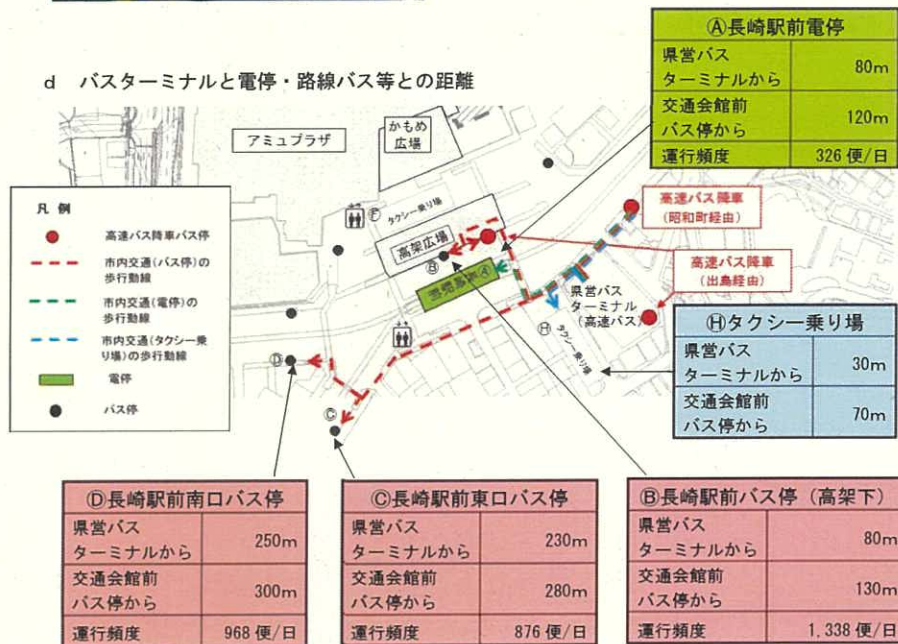 d バスターミナルと電停・路線バス等との距離
Ⓐ長崎駅前電停
県営バス
ターミナルから
80m
交通会館前
バス停から
120m
運行頻度
326 便/日
アミュプラザ
かもめ
広場
タクシー乗り場
Ⓕ
高架広場
Ⓑ
高速バス降車
(昭和町経由)
高速バス降車
(出島経由)
県営バス
ターミナル
(高速バス)
Ⓗ
タクシー乗り場
Ⓓ
Ⓒ
凡 例
高速バス降車バス停
市内交通(バス停)の
歩行動線
市内交通(電停)の
歩行動線
市内交通(タクシー乗
り場)の歩行動線
電停
バス停
Ⓗタクシー乗り場
県営バス
ターミナルから
30m
交通会館前
バス停から
70m
Ⓓ長崎駅前南口バス停
県営バス
ターミナルから
250m
交通会館前
バス停から
300m
運行頻度
968 便/日
Ⓒ長崎駅前東口バス停
県営バス
ターミナルから
230m
交通会館前
バス停から
280m
運行頻度
876 便/日
Ⓑ長崎駅前バス停(高架下)
県営バス
ターミナルから
80m
交通会館前
バス停から
130m
運行頻度
1,338 便/日